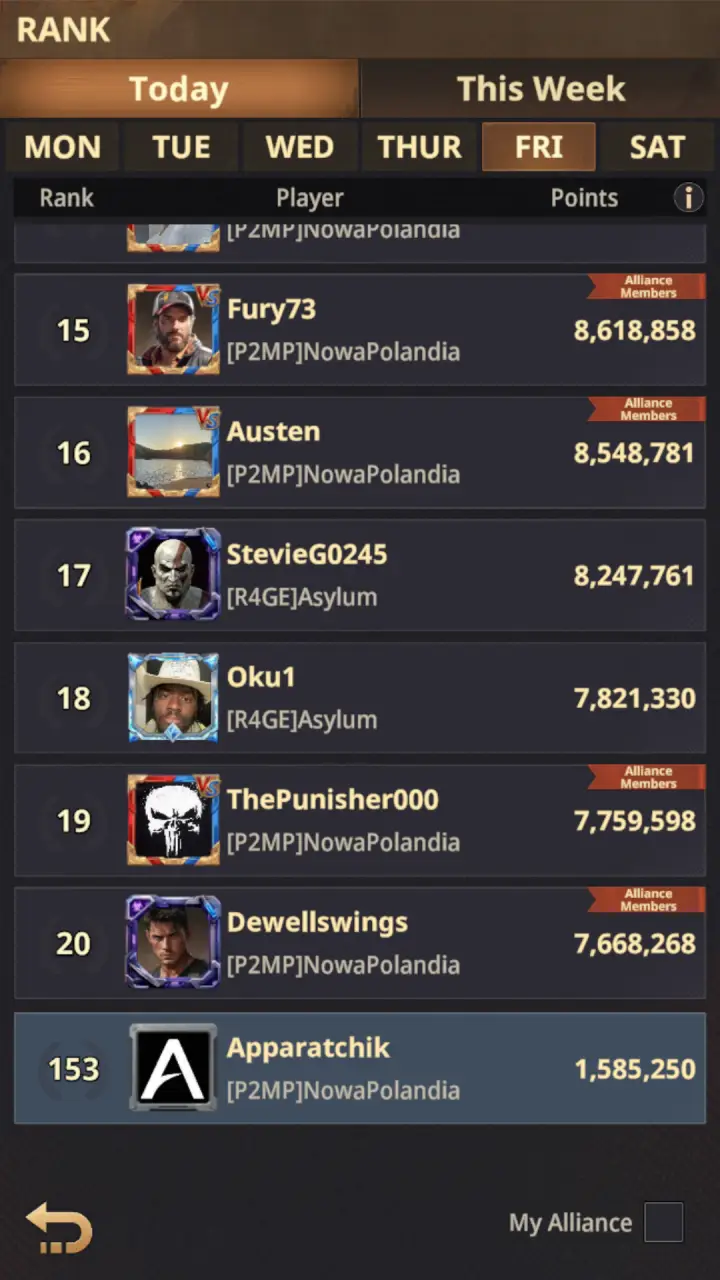 RANK
Today
This Week
MON TUE WED THUR FRI SAT
Rank Player Points i
[P2MP]NowaPolandia
Alliance
Members
15 Fury73 8,618,858
[P2MP]NowaPolandia
Alliance
Members
16 Austen 8,548,781
[P2MP]NowaPolandia
17 StevieG0245 8,247,761
[R4GE]Asylum
18 Oku1 7,821,330
[R4GE]Asylum
Alliance
Members
19 ThePunisher000 7,759,598
[P2MP]NowaPolandia
Alliance
Members
20 Dewellswings 7,668,268
[P2MP]NowaPolandia
153 Apparatchik 1,585,250
[P2MP]NowaPolandia
My Alliance